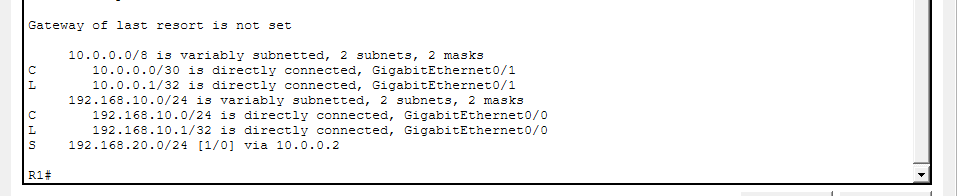 Gateway of last resort is not set
10.0.0.0/8 is variably subnetted, 2 subnets, 2 masks
C 10.0.0.0/30 is directly connected, GigabitEthernet0/1
L 10.0.0.1/32 is directly connected, GigabitEthernet0/1
192.168.10.0/24 is variably subnetted, 2 subnets, 2 masks
C 192.168.10.0/24 is directly connected, GigabitEthernet0/0
L 192.168.10.1/32 is directly connected, GigabitEthernet0/0
S 192.168.20.0/24 [1/0] via 10.0.0.2
R1#